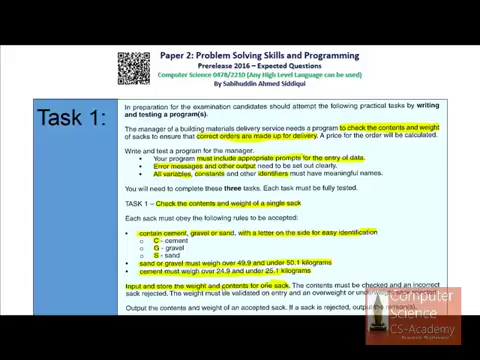 Paper 2: Problem Solving Skills and Programming
Prerelease 2016 – Expected Questions
Computer Science 0478/2210 (Any High Level Language can be used)
By Sabihuddin Ahmed Siddiqui
Task 1:
In preparation for the examination candidates should attempt the following practical tasks by writing
and testing a program(s).
The manager of a building materials delivery service needs a program to check the contents and weight
of sacks to ensure that correct orders are made up for delivery. A price for the order will be calculated.
Write and test a program for the manager.
• Your program must include appropriate prompts for the entry of data.
• Error messages and other output need to be set out clearly.
• All variables, constants and other identifiers must have meaningful names.
You will need to complete these three tasks. Each task must be fully tested.
TASK 1 – Check the contents and weight of a single sack
Each sack must obey the following rules to be accepted:
• contain cement, gravel or sand, with a letter on the side for easy identification
o C - cement
o G - gravel
o S - sand
• sand or gravel must weigh over 49.9 and under 50.1 kilograms
• cement must weigh over 24.9 and under 25.1 kilograms
Input and store the weight and contents for one sack. The contents must be checked and an incorrect
sack rejected. The weight must be validated on entry and an overweight or underweight sack rejected.
Output the contents and weight of an accepted sack. If a sack is rejected, output the reason(s).
Computer
Science
CS-Academy